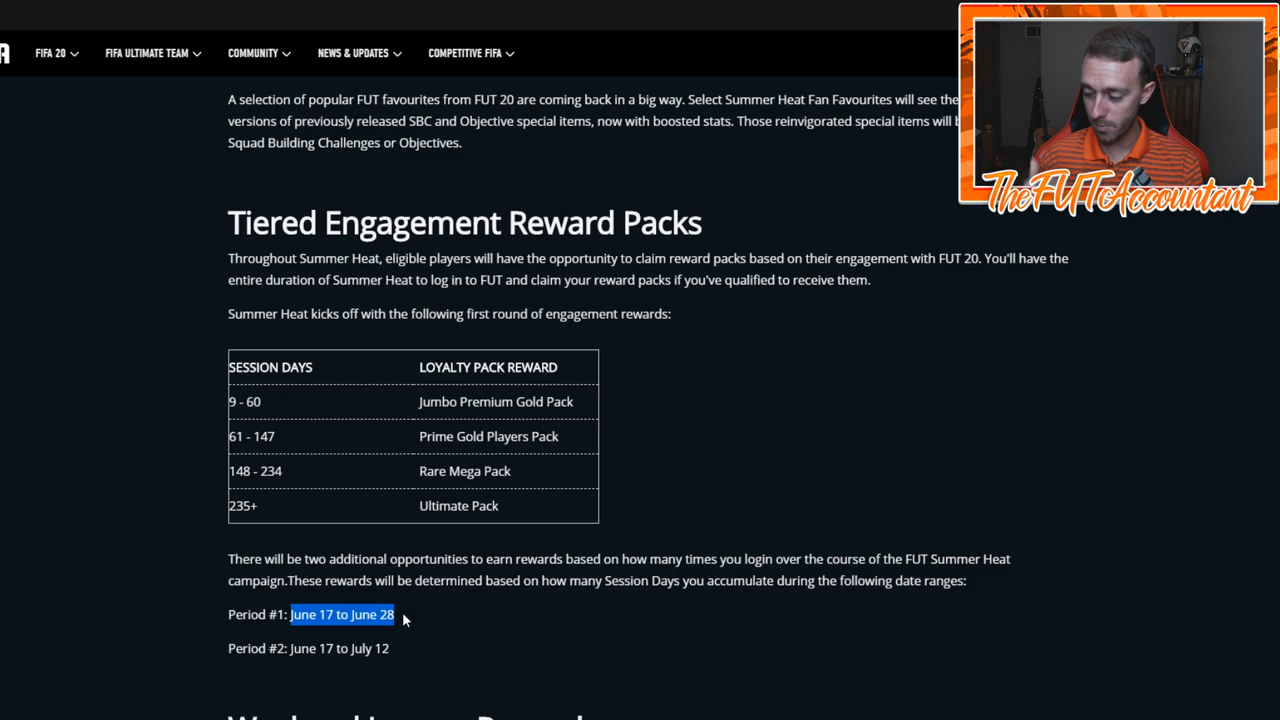 A
FIFA 20 FIFA ULTIMATE TEAM COMMUNITY NEWS & UPDATES COMPETITIVE FIFA
A selection of popular FUT favourites from FUT 20 are coming back in a big way. Select Summer Heat Fan Favourites will see the
versions of previously released SBC and Objective special items, now with boosted stats. Those reinvigorated special items will b
Squad Building Challenges or Objectives.
TheFUTAccountant
Tiered Engagement Reward Packs
Throughout Summer Heat, eligible players will have the opportunity to claim reward packs based on their engagement with FUT 20. You'll have the
entire duration of Summer Heat to log in to FUT and claim your reward packs if you've qualified to receive them.
Summer Heat kicks off with the following first round of engagement rewards:
SESSION DAYS LOYALTY PACK REWARD
9 - 60 Jumbo Premium Gold Pack
61 - 147 Prime Gold Players Pack
148 - 234 Rare Mega Pack
235+ Ultimate Pack
There will be two additional opportunities to earn rewards based on how many times you login over the course of the FUT Summer Heat
campaign.These rewards will be determined based on how many Session Days you accumulate during the following date ranges:
Period #1: June 17 to June 28
Period #2: June 17 to July 12